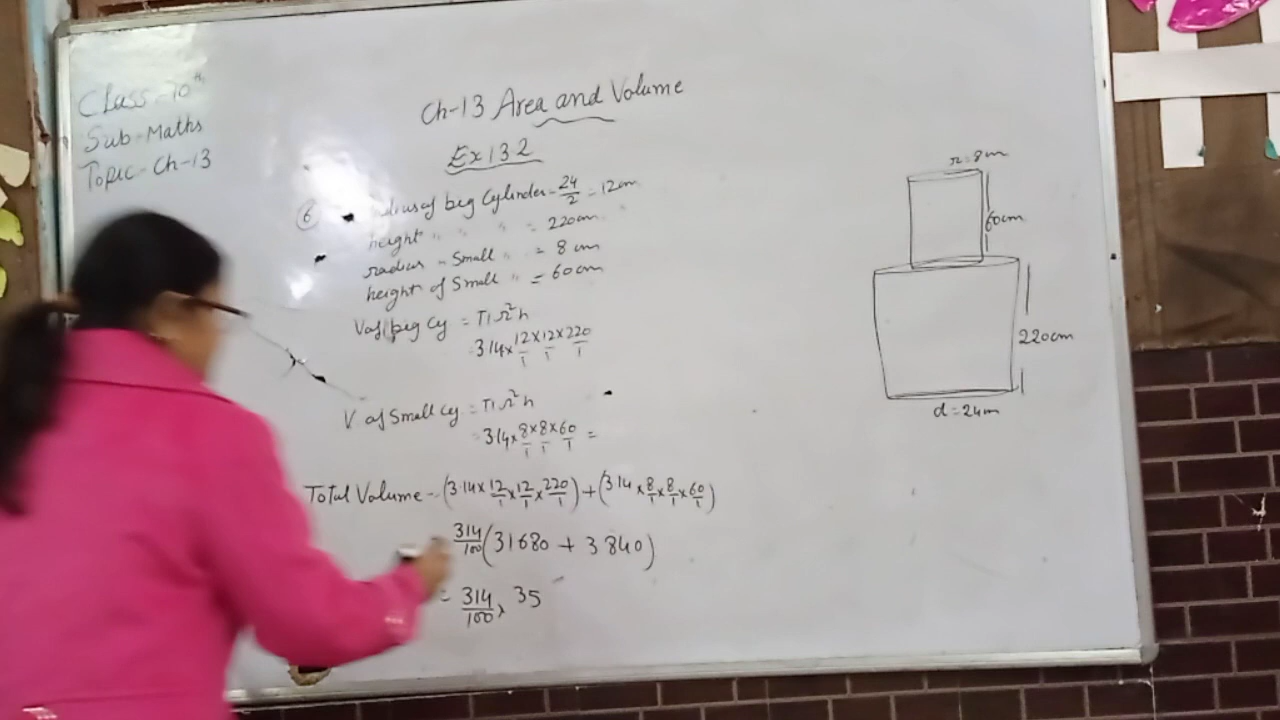 Class-10th
Sub-Maths
Topic-Ch-13
Ch-13 Area and Volume
Ex 13.2
6 of big Cylinder = 24/2 = 12cm
height " " " = 220cm
radius " Small " = 8 cm
height of Small " = 60cm
V of big Cy = πr²h
= 3.14 × 12/1 × 12/1 × 220/1
V. of Small Cy = πr²h
= 3.14 × 8/1 × 8/1 × 60/1 =
Total Volume = (3.14 × 12/1 × 12/1 × 220/1) + (3.14 × 8/1 × 8/1 × 60/1)
314/100 (31680 + 3840)
= 314/100 × 35
r=8m
60cm
220cm
d=24m